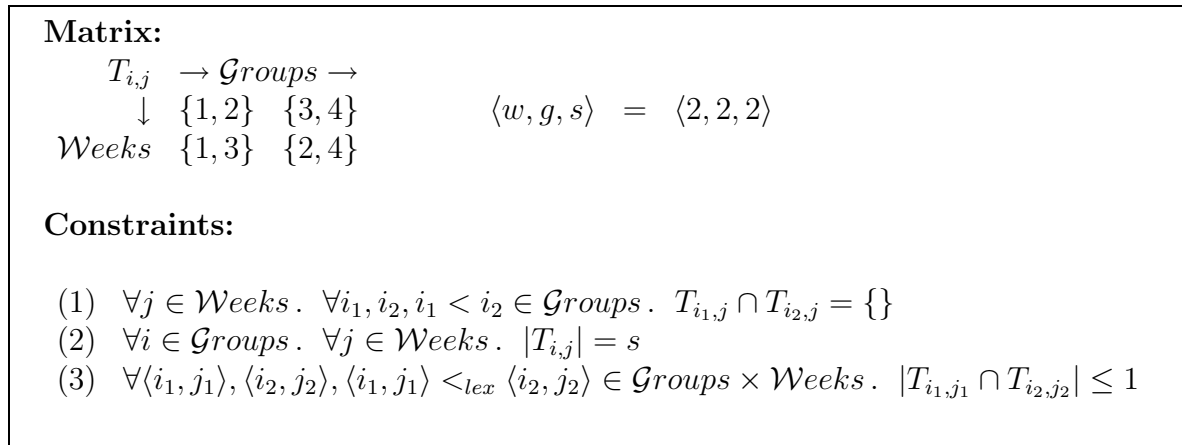 Matrix:
T_{i,j} → Groups →
↓ {1, 2} {3, 4} ⟨w, g, s⟩ = ⟨2, 2, 2⟩
Weeks {1, 3} {2, 4}
Constraints:
(1) ∀j ∈ Weeks . ∀i_1, i_2, i_1 < i_2 ∈ Groups . T_{i_1,j} ∩ T_{i_2,j} = {}
(2) ∀i ∈ Groups . ∀j ∈ Weeks . |T_{i,j}| = s
(3) ∀⟨i_1, j_1⟩, ⟨i_2, j_2⟩, ⟨i_1, j_1⟩ <_{lex} ⟨i_2, j_2⟩ ∈ Groups × Weeks . |T_{i_1,j_1} ∩ T_{i_2,j_2}| ≤ 1